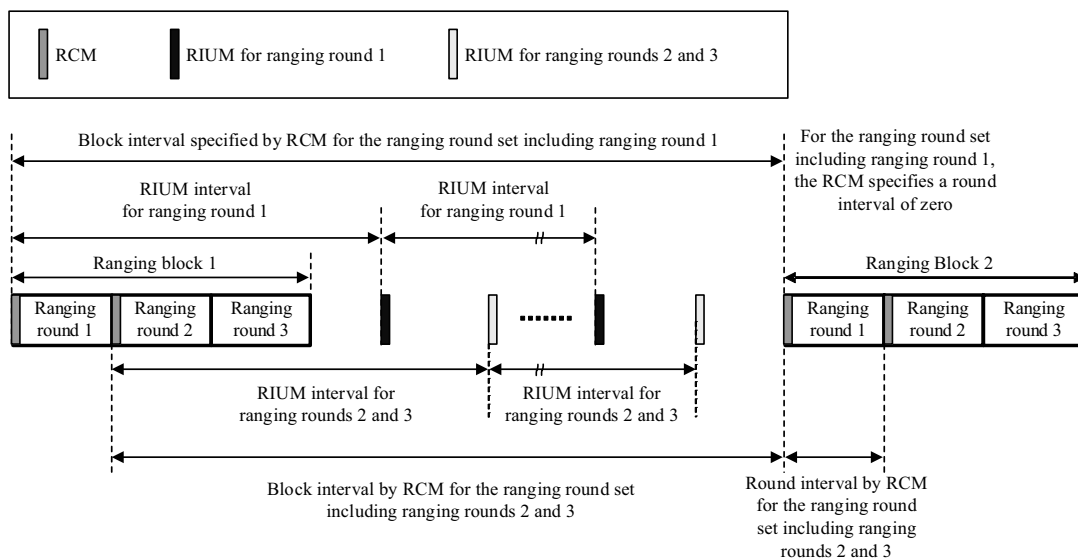 RCM
RIUM for ranging round 1
RIUM for ranging rounds 2 and 3
Block interval specified by RCM for the ranging round set including ranging round 1
For the ranging round set
including ranging round 1,
the RCM specifies a round
interval of zero
RIUM interval
for ranging round 1
RIUM interval
for ranging round 1
Ranging block 1
Ranging Block 2
Ranging
round 1
Ranging
round 2
Ranging
round 3
Ranging
round 1
Ranging
round 2
Ranging
round 3
RIUM interval for
ranging rounds 2 and 3
RIUM interval for
ranging rounds 2 and 3
Block interval by RCM for the ranging round set
including ranging rounds 2 and 3
Round interval by RCM
for the ranging round
set including ranging
rounds 2 and 3